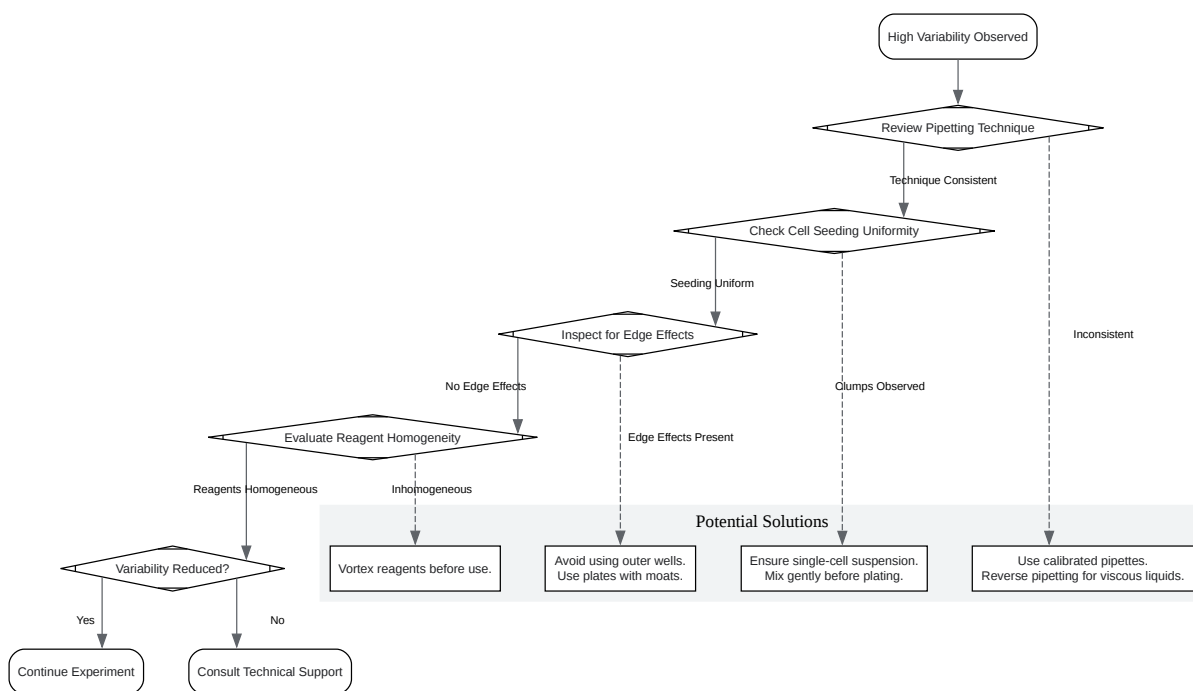 High Variability Observed
Review Pipetting Technique
Technique Consistent
Check Cell Seeding Uniformity
Seeding Uniform
Inspect for Edge Effects
Inconsistent
No Edge Effects
Clumps Observed
Evaluate Reagent Homogeneity
Edge Effects Present
Reagents Homogeneous
Inhomogeneous
Potential Solutions
Variability Reduced?
Vortex reagents before use.
Avoid using outer wells.
Use plates with moats.
Ensure single-cell suspension.
Mix gently before plating.
Use calibrated pipettes.
Reverse pipetting for viscous liquids.
Yes
No
Continue Experiment
Consult Technical Support